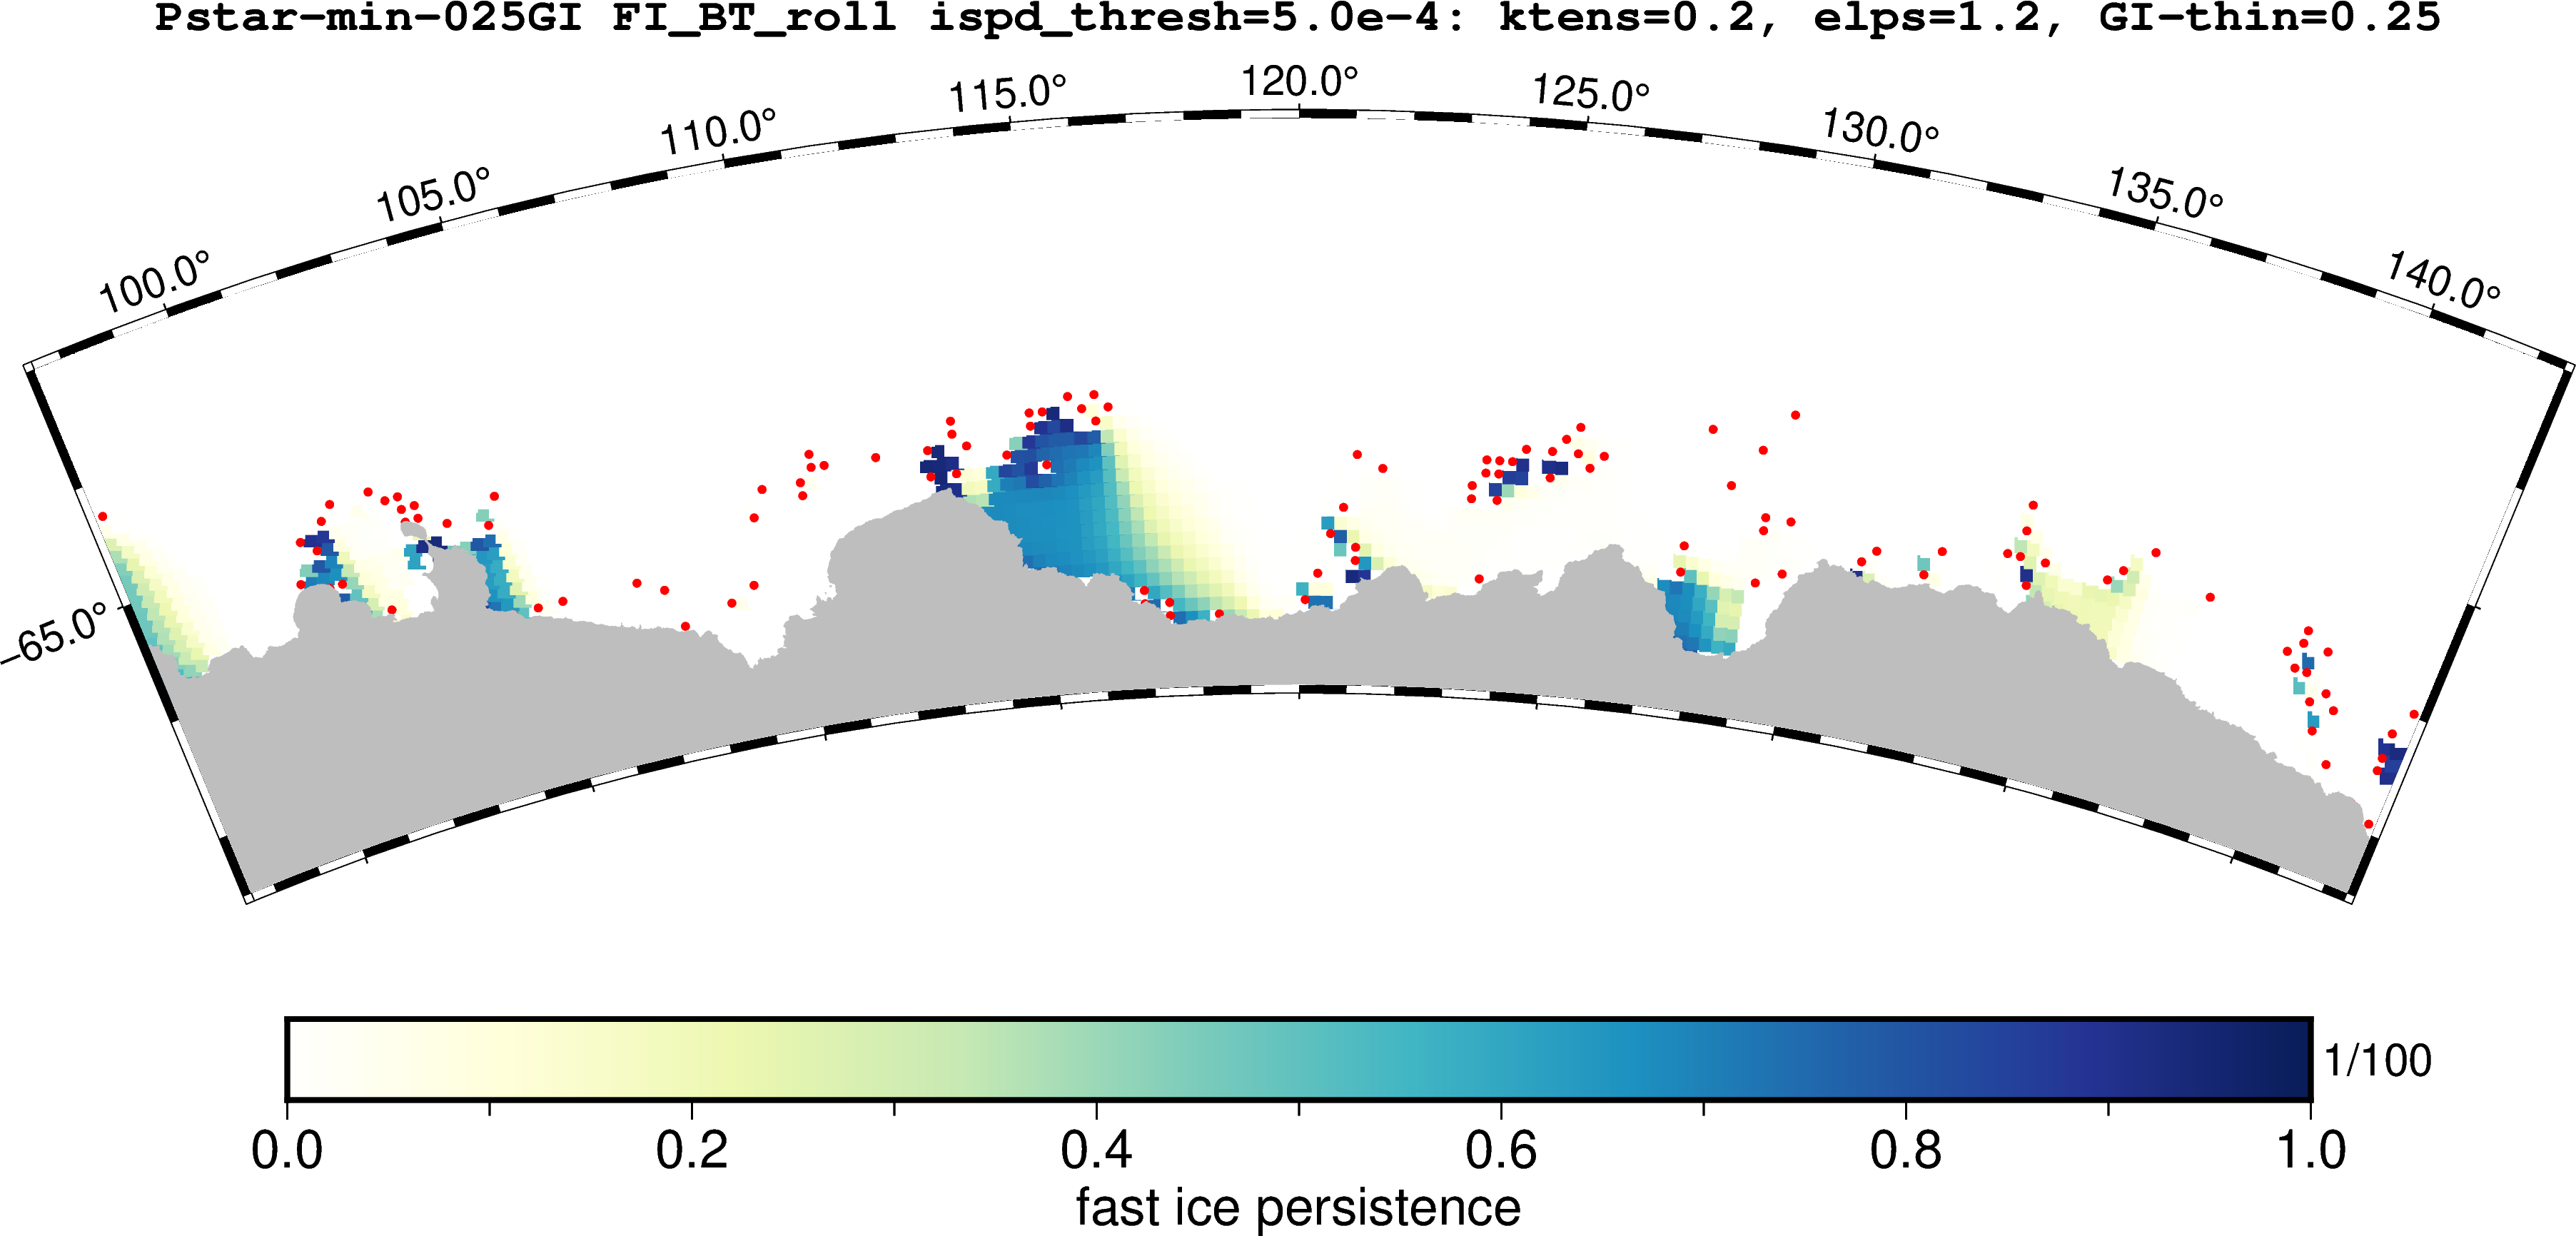 Pstar-min-025GI FI_BT_roll ispd_thresh=5.0e-4: ktens=0.2, elps=1.2, GI-thin=0.25
100.0° 105.0° 110.0° 115.0° 120.0° 125.0° 130.0° 135.0° 140.0°
-65.0°
1/100
0.0 0.2 0.4 0.6 0.8 1.0
fast ice persistence